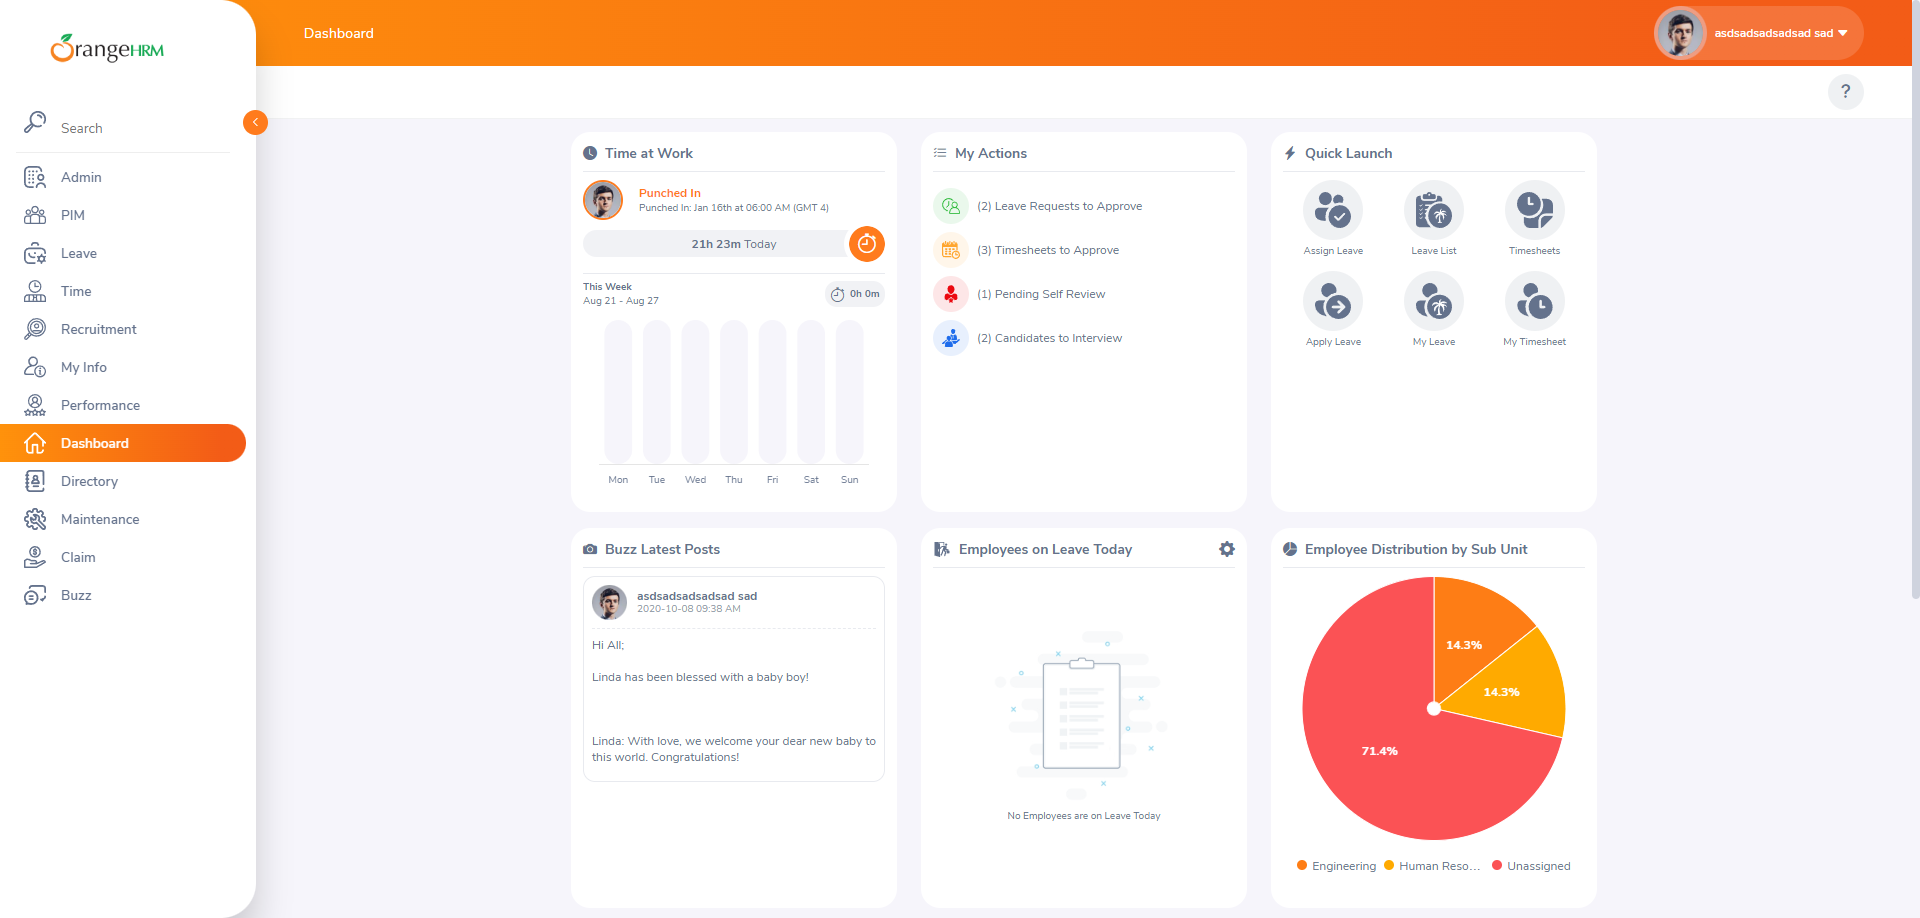 OrangeHRM
Dashboard
asdsadsadsadsad sad
?
Search
Admin
PIM
Leave
Time
Recruitment
My Info
Performance
Dashboard
Directory
Maintenance
Claim
Buzz
Time at Work
Punched In
Punched In: Jan 16th at 06:00 AM (GMT 4)
21h 23m Today
This Week
Aug 21 - Aug 27
0h 0m
Mon Tue Wed Thu Fri Sat Sun
My Actions
(2) Leave Requests to Approve
(3) Timesheets to Approve
(1) Pending Self Review
(2) Candidates to Interview
Quick Launch
Assign Leave Leave List Timesheets
Apply Leave My Leave My Timesheet
Buzz Latest Posts
asdsadsadsadsad sad
2020-10-08 09:38 AM
Hi All;
Linda has been blessed with a baby boy!
Linda: With love, we welcome your dear new baby to
this world. Congratulations!
Employees on Leave Today
No Employees are on Leave Today
Employee Distribution by Sub Unit
14.3%
14.3%
71.4%
Engineering Human Reso... Unassigned